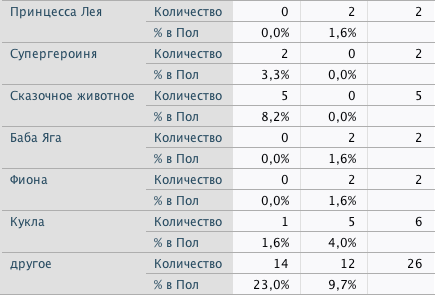 Принцесса Лея Количество 0 2 2
% в Пол 0,0% 1,6%
Супергероиня Количество 2 0 2
% в Пол 3,3% 0,0%
Сказочное животное Количество 5 0 5
% в Пол 8,2% 0,0%
Баба Яга Количество 0 2 2
% в Пол 0,0% 1,6%
Фиона Количество 0 2 2
% в Пол 0,0% 1,6%
Кукла Количество 1 5 6
% в Пол 1,6% 4,0%
другое Количество 14 12 26
% в Пол 23,0% 9,7%